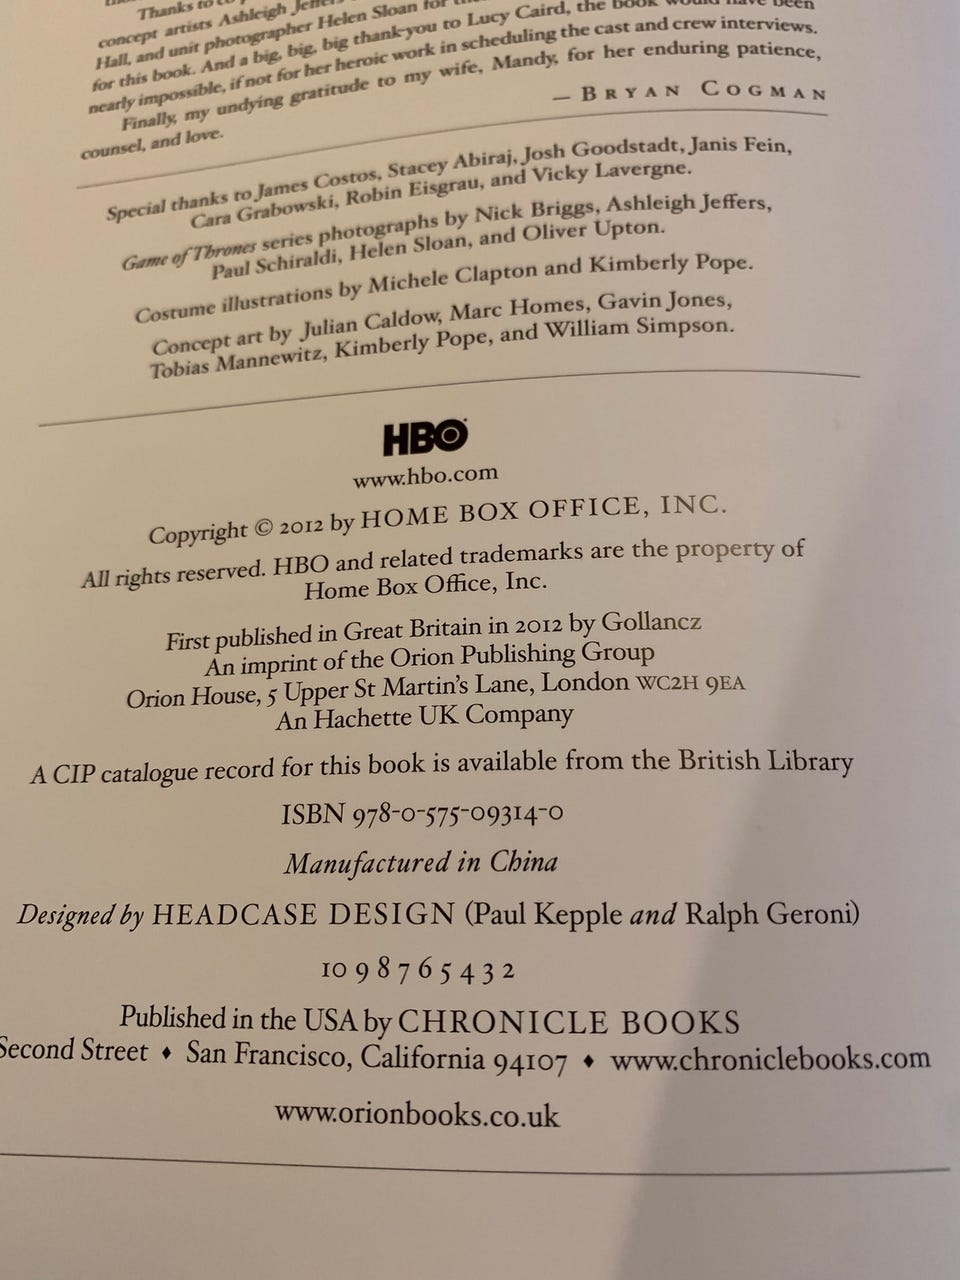 Thanks to
concept artists Ashleigh Jeffers
Hall, and unit photographer Helen Sloan for
for this book. And a big, big, big thank-you to Lucy Caird, the book would have been
nearly impossible, if not for her heroic work in scheduling the cast and crew interviews.
Finally, my undying gratitude to my wife, Mandy, for her enduring patience,
counsel, and love.
— BRYAN COGMAN
Special thanks to James Costos, Stacey Abiraj, Josh Goodstadt, Janis Fein,
Cara Grabowski, Robin Eisgrau, and Vicky Lavergne.
Game of Thrones series photographs by Nick Briggs, Ashleigh Jeffers,
Paul Schiraldi, Helen Sloan, and Oliver Upton.
Costume illustrations by Michele Clapton and Kimberly Pope.
Concept art by Julian Caldow, Marc Homes, Gavin Jones,
Tobias Mannewitz, Kimberly Pope, and William Simpson.
HBO
www.hbo.com
Copyright © 2012 by HOME BOX OFFICE, INC.
All rights reserved. HBO and related trademarks are the property of
Home Box Office, Inc.
First published in Great Britain in 2012 by Gollancz
An imprint of the Orion Publishing Group
Orion House, 5 Upper St Martin's Lane, London WC2H 9EA
An Hachette UK Company
A CIP catalogue record for this book is available from the British Library
ISBN 978-0-575-09314-0
Manufactured in China
Designed by HEADCASE DESIGN (Paul Kepple and Ralph Geroni)
10 9 8 7 6 5 4 3 2
Published in the USA by CHRONICLE BOOKS
Second Street ♦ San Francisco, California 94107 ♦ www.chroniclebooks.com
www.orionbooks.co.uk